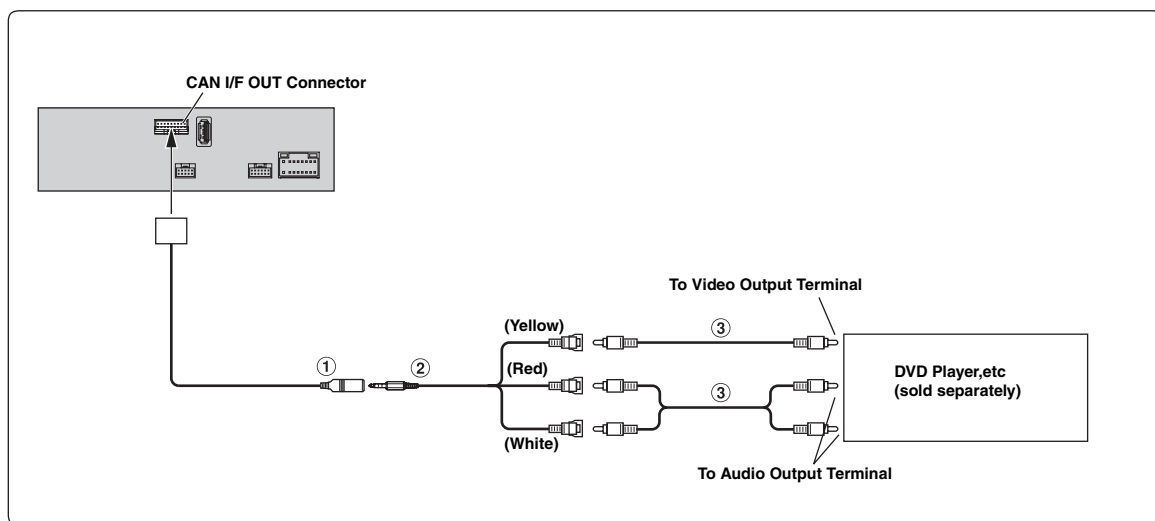 CAN I/F OUT Connector
To Video Output Terminal
(Yellow)
③
①
②
(Red)
DVD Player,etc
(sold separately)
③
(White)
To Audio Output Terminal